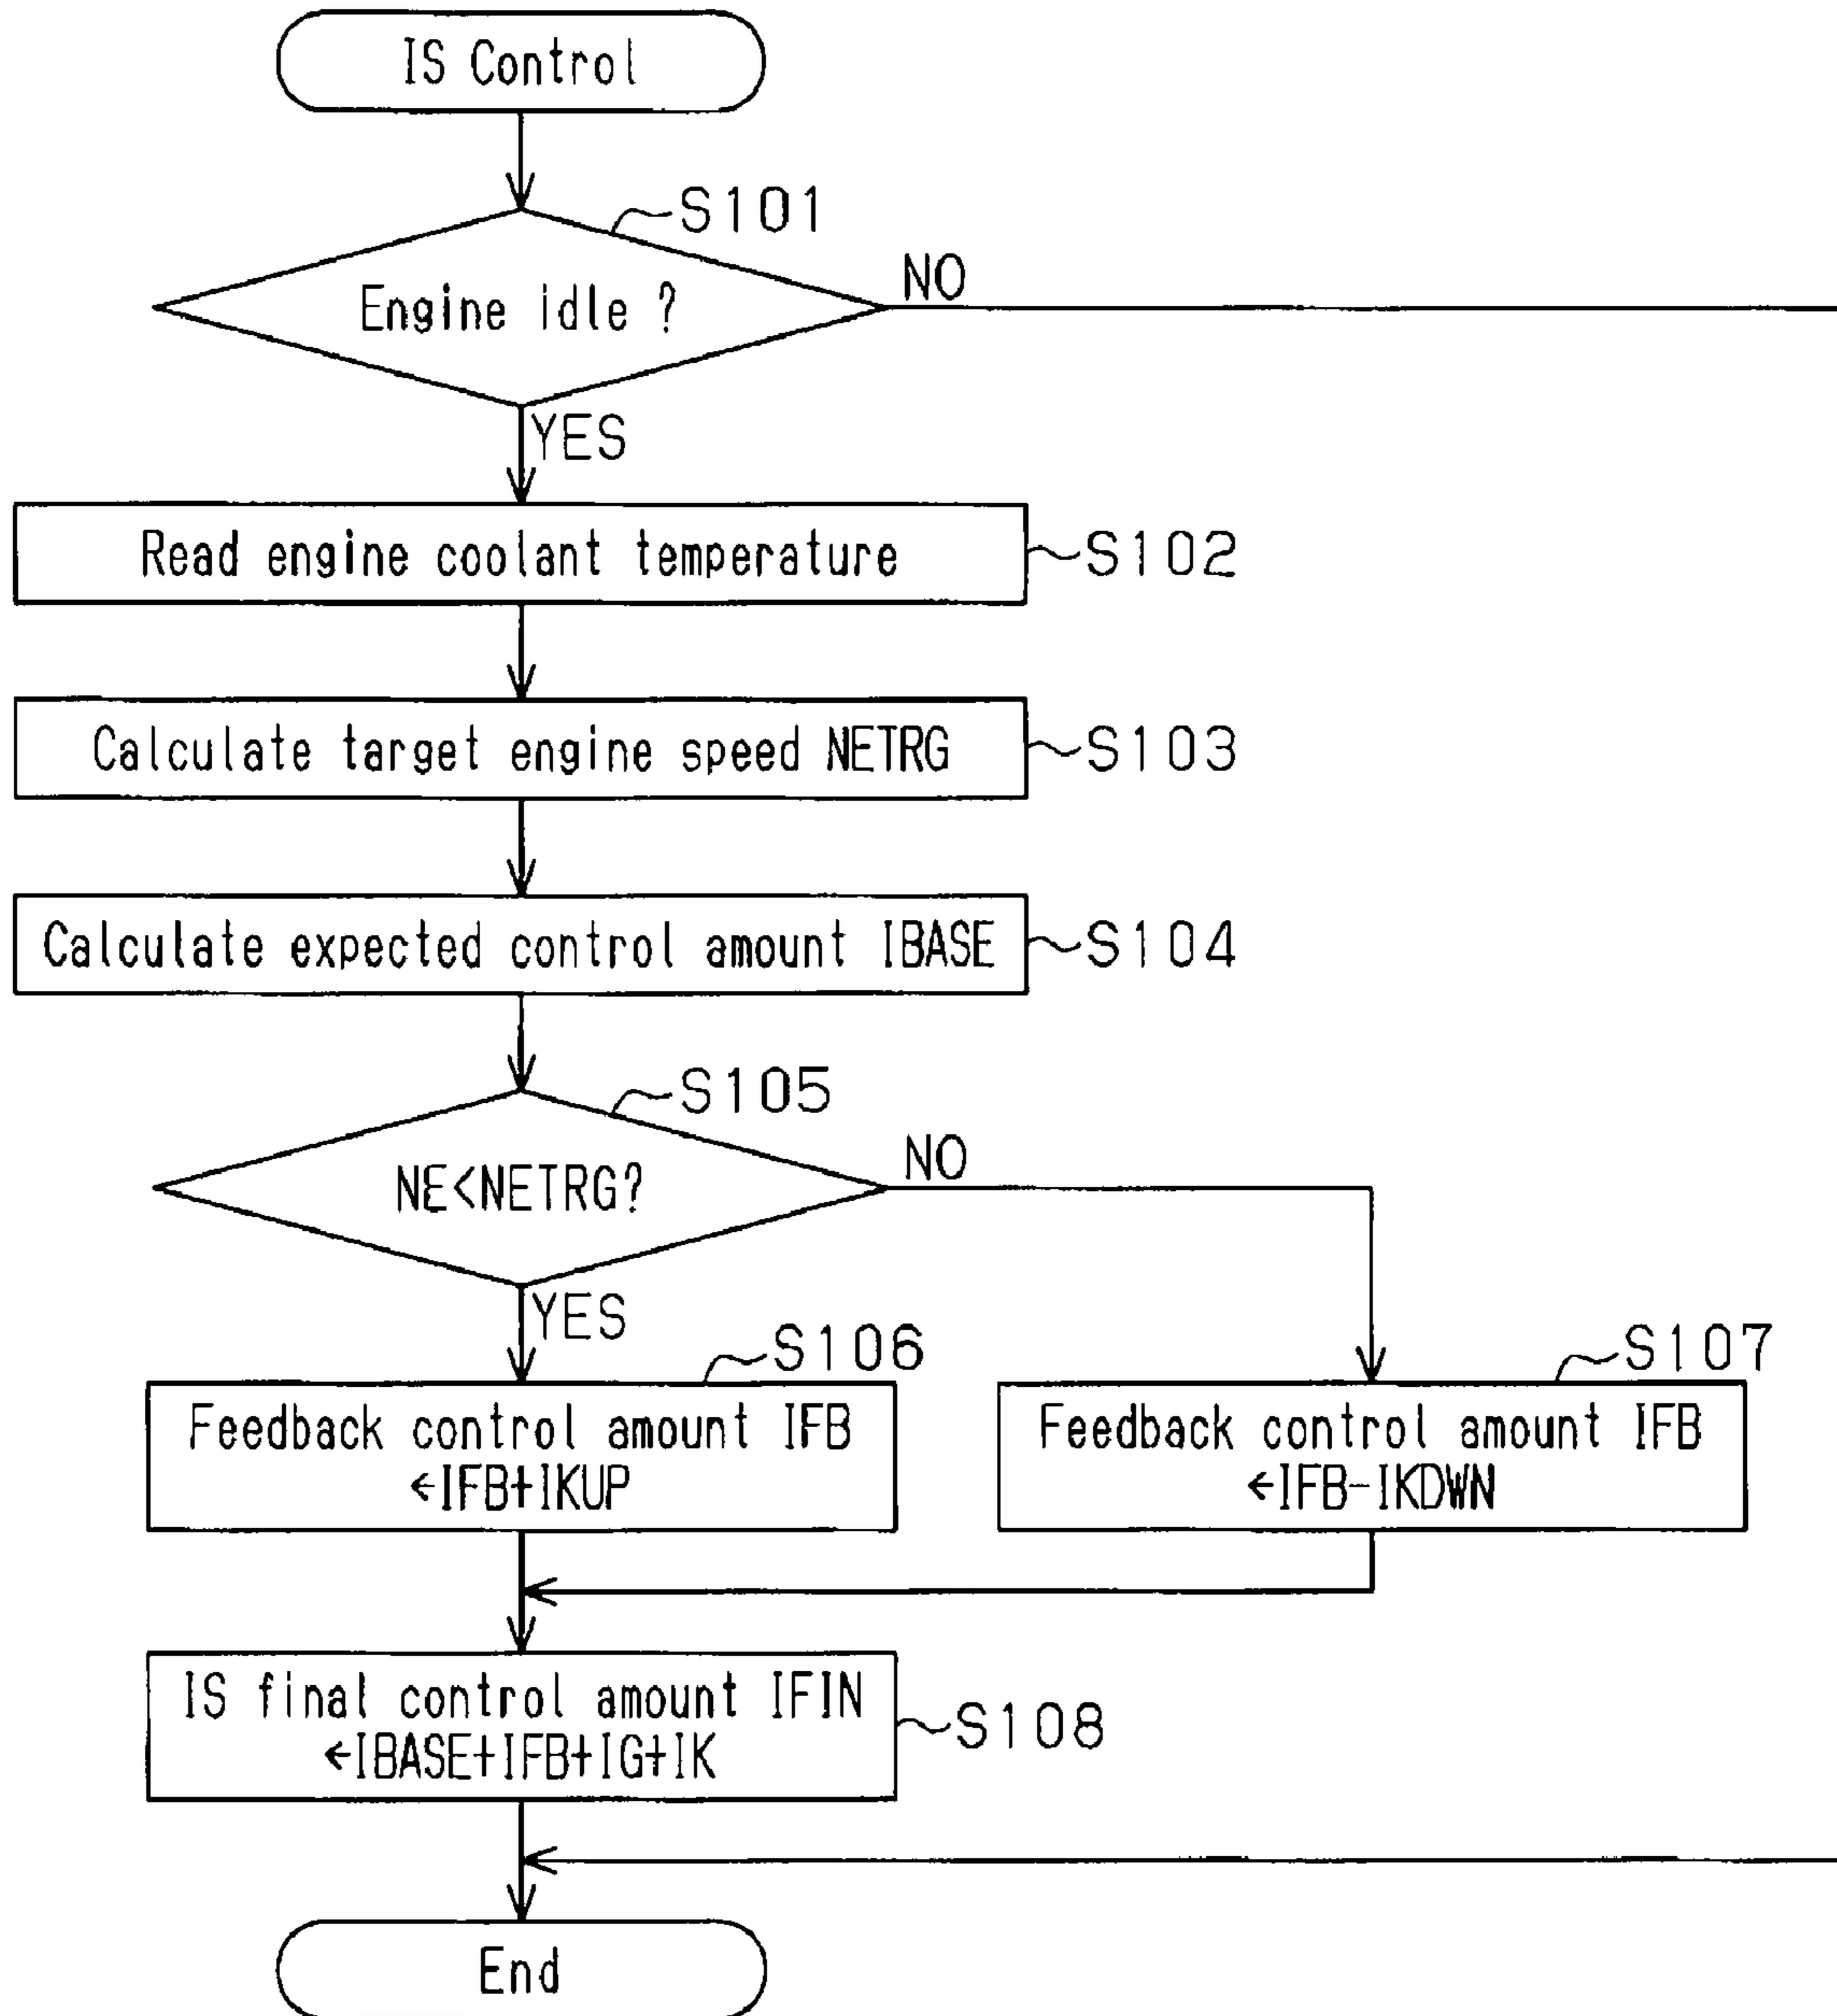 IS Control
S101
Engine idle ?
NO
YES
Read engine coolant temperature
S102
Calculate target engine speed NETRG
S103
Calculate expected control amount IBASE
S104
S105
NE<NETRG?
NO
YES
S106
Feedback control amount IFB
←IFB+IKUP
S107
Feedback control amount IFB
←IFB-IKDWN
IS final control amount IFIN
←IBASE+IFB+IG+IK
S108
End